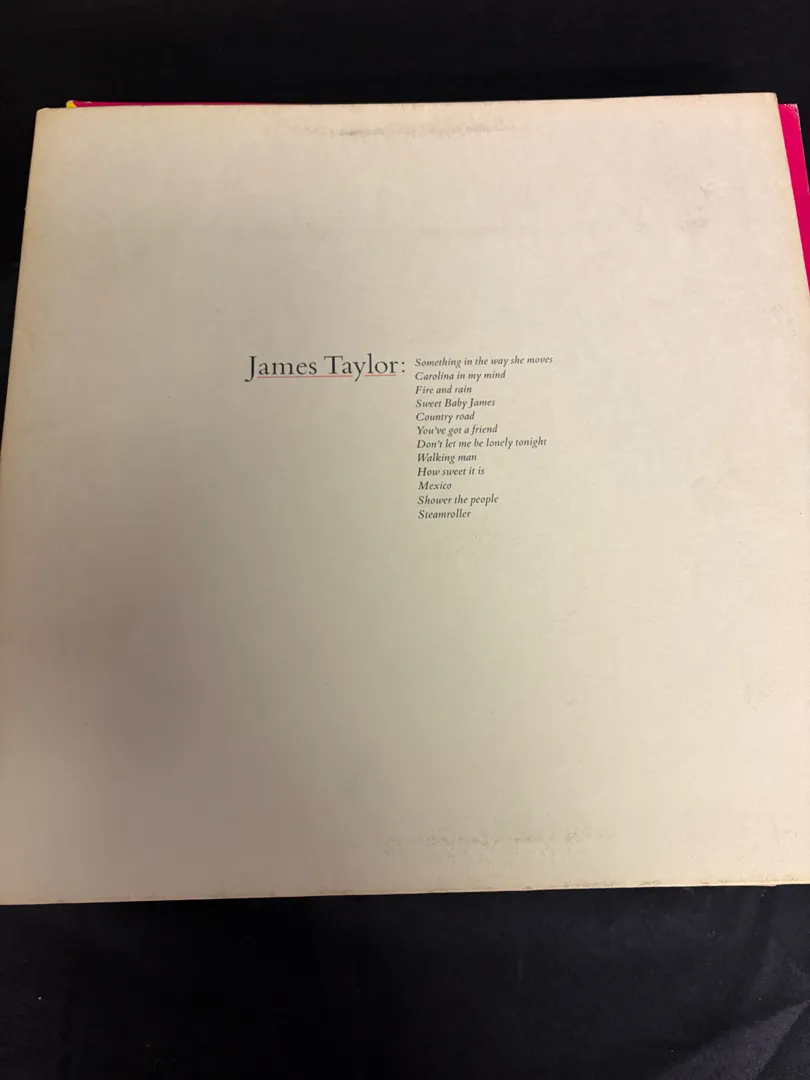 James Taylor:
Something in the way she moves
Carolina in my mind
Fire and rain
Sweet Baby James
Country road
You've got a friend
Don't let me be lonely tonight
Walking man
How sweet it is
Mexico
Shower the people
Steamroller